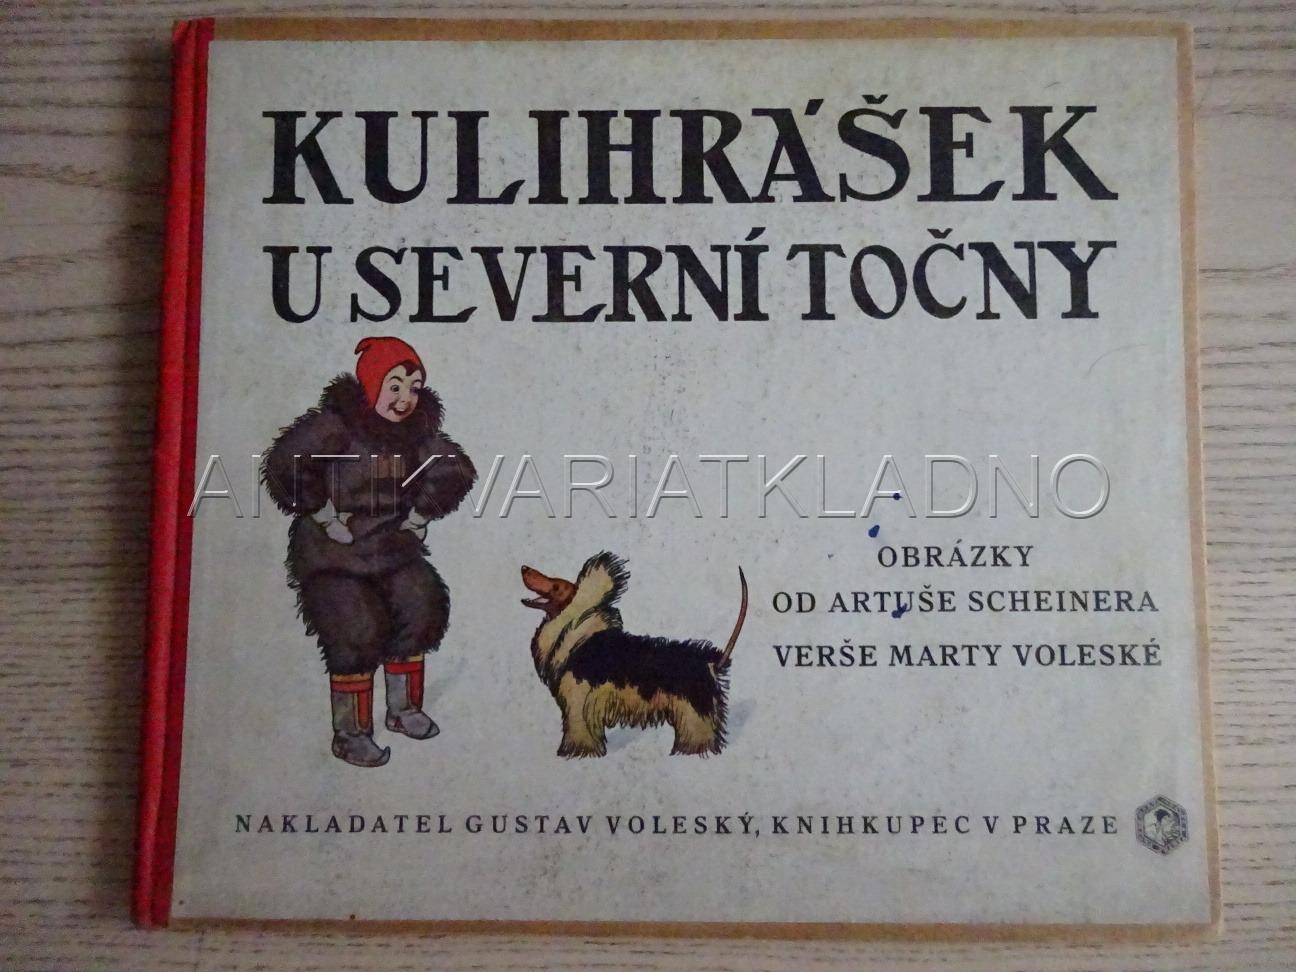 KULIHRÁŠEK
U SEVERNÍ TOČNY
ANTIKVARIATKLADNO
OBRÁZKY
OD ARTUŠE SCHEINERA
VERŠE MARTY VOLESKÉ
NAKLADATEL GUSTAV VOLESKÝ, KNIHKUPEC V PRAZE